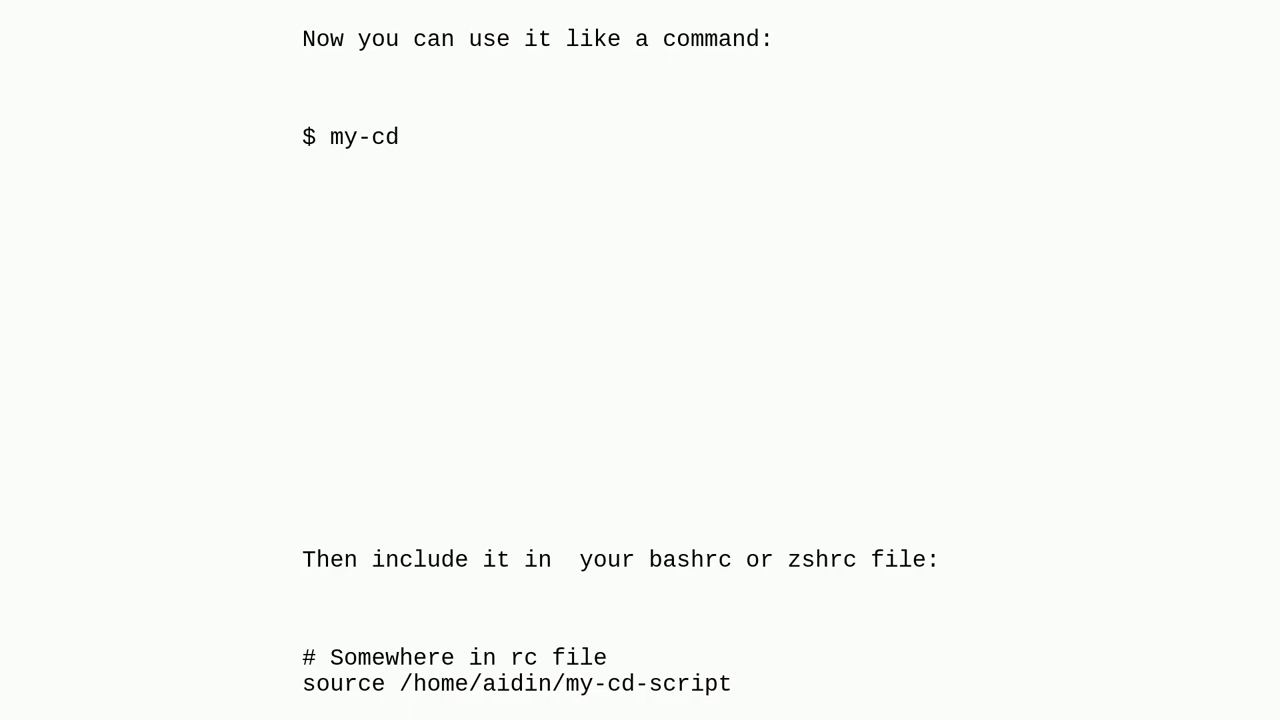 Now you can use it like a command:
$ my-cd
Then include it in  your bashrc or zshrc file:
# Somewhere in rc file
source /home/aidin/my-cd-script